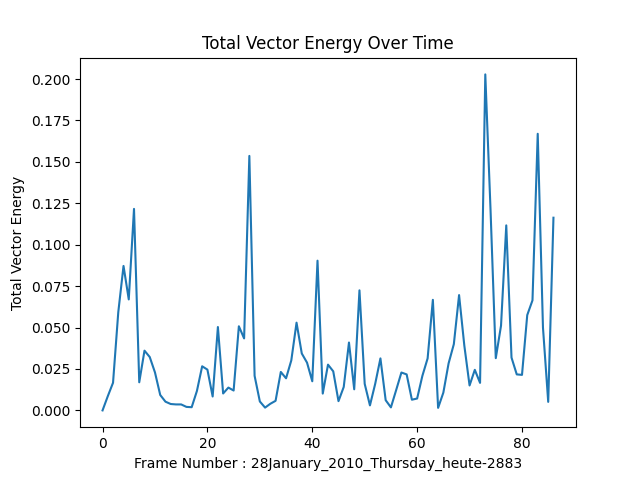 Total Vector Energy Over Time
0.200
0.175
0.150
0.125
0.100
0.075
0.050
0.025
0.000
Total Vector Energy
0 20 40 60 80
Frame Number : 28January_2010_Thursday_heute-2883